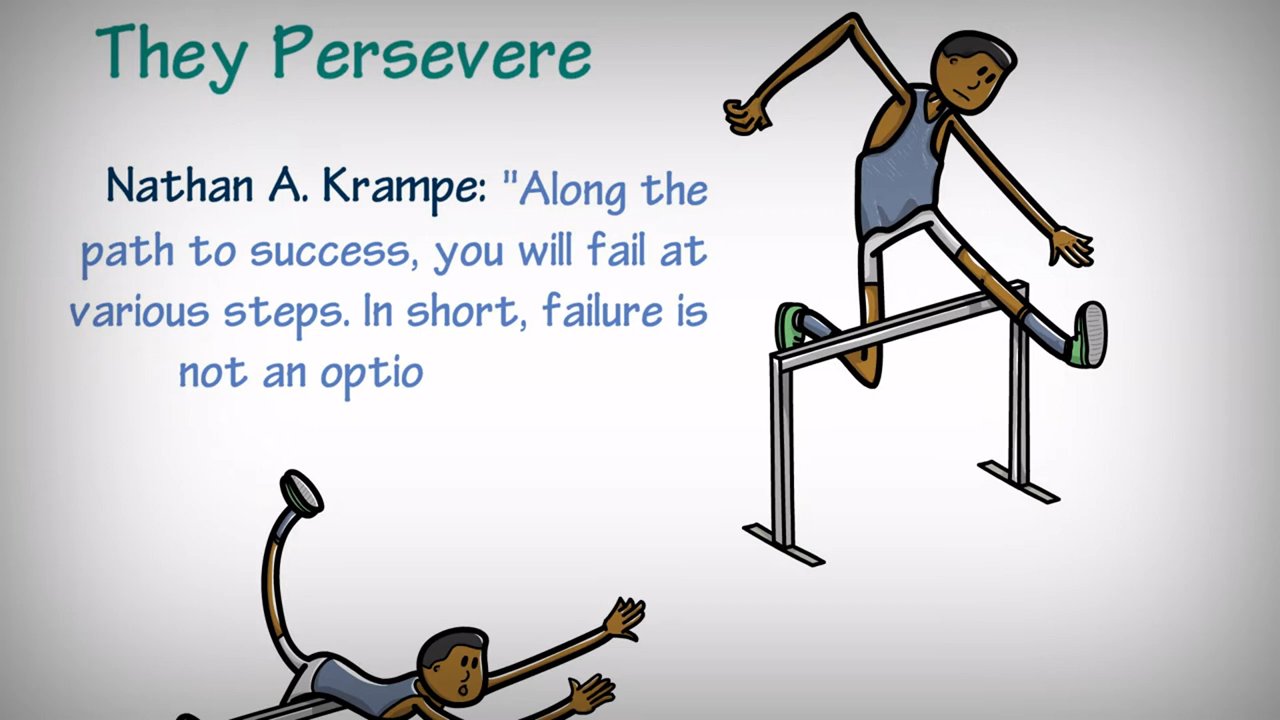 They Persevere
Nathan A. Krampe: "Along the
path to success, you will fail at
various steps. In short, failure is
not an optio